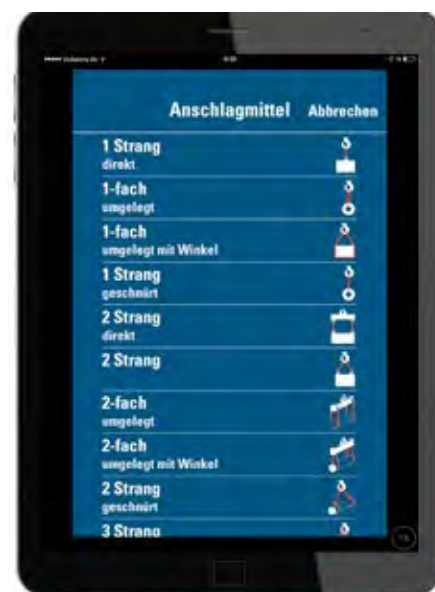 Anschlagmittel Abbrechen
1 Strang
direkt
1-fach
umgelegt
1-fach
umgelegt mit Winkel
1 Strang
geschnürt
2 Strang
direkt
2 Strang
2-fach
umgelegt
2-fach
umgelegt mit Winkel
2 Strang
geschnürt
3 Strang